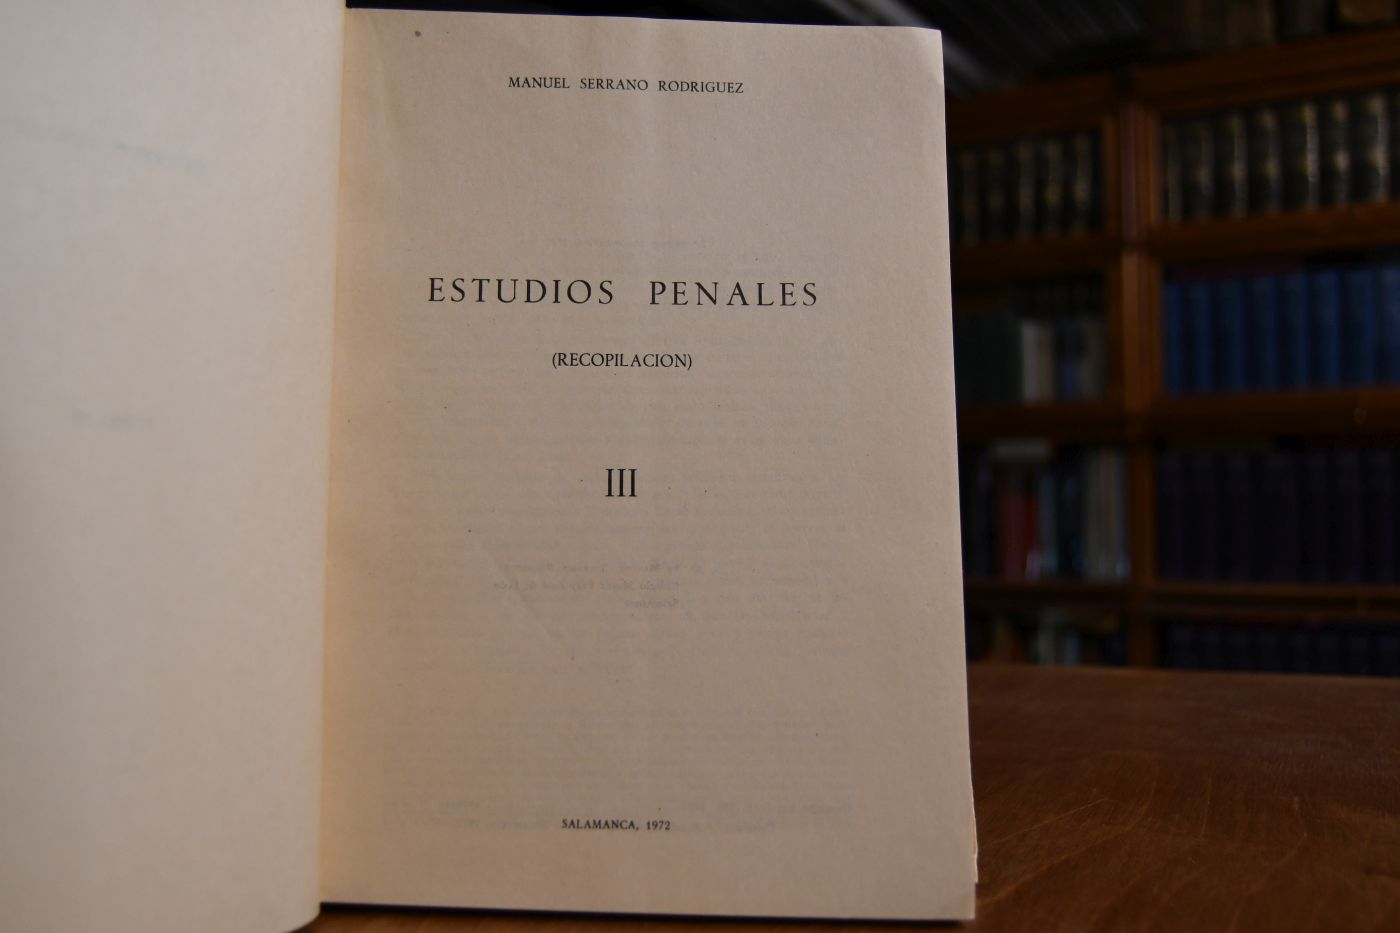 MANUEL SERRANO RODRIGUEZ
ESTUDIOS PENALES
(RECOPILACION)
III
SALAMANCA, 1972